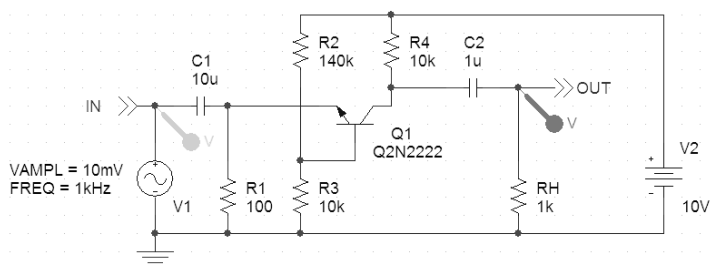 R2
140k
R4
10k
C2
1u
C1
10u
IN
OUT
V
V
Q1
Q2N2222
V2
+
-
10V
VAMPL = 10mV
FREQ = 1kHz
+
-
V1
R1
100
R3
10k
RH
1k